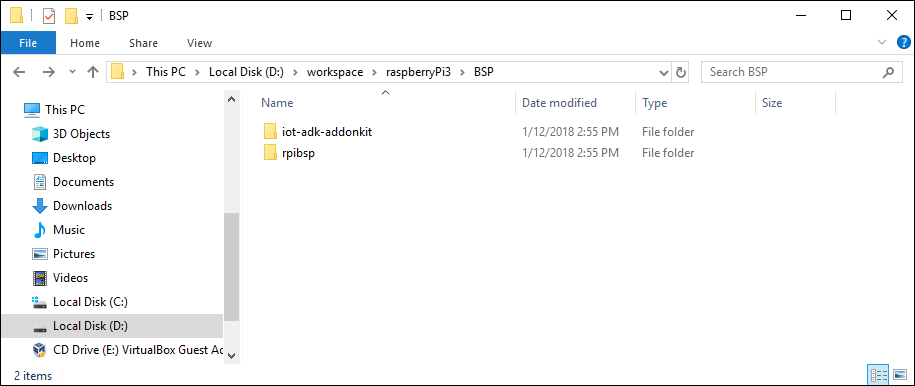 BSP
File Home Share View
This PC Local Disk (D:) workspace raspberryPi3 BSP Search BSP
Name Date modified Type Size
iot-adk-addonkit 1/12/2018 2:55 PM File folder
rpibsp 1/12/2018 2:55 PM File folder
This PC
3D Objects
Desktop
Documents
Downloads
Music
Pictures
Videos
Local Disk (C:)
Local Disk (D:)
CD Drive (E:) VirtualBox Guest Ad
2 items